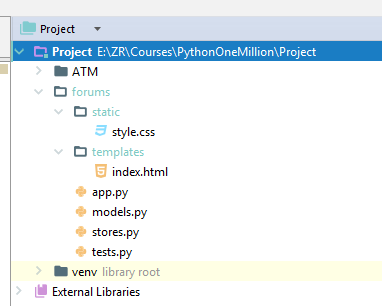 Project
Project E:\ZR\Courses\PythonOneMillion\Project
ATM
forums
static
style.css
templates
index.html
app.py
models.py
stores.py
tests.py
venv library root
External Libraries